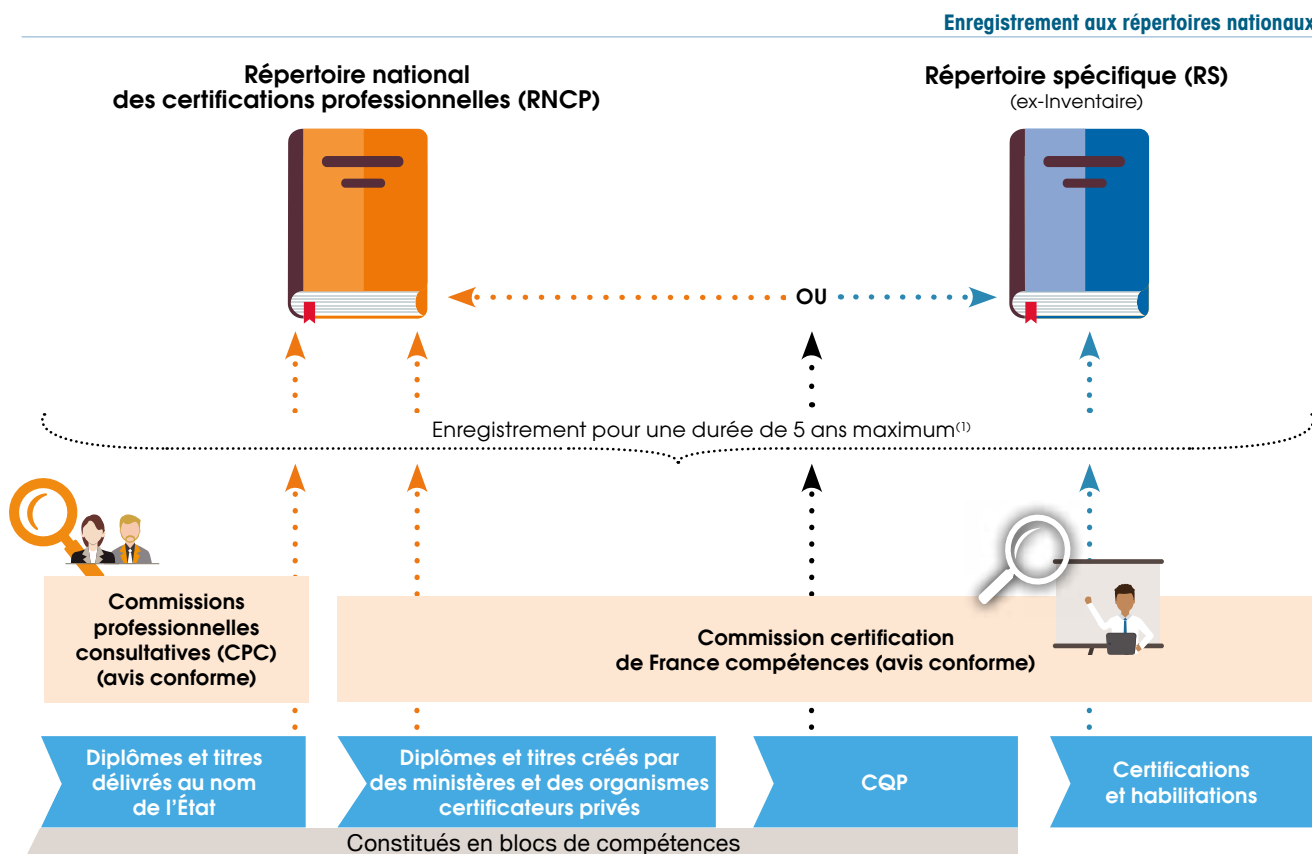 Enregistrement aux répertoires nationaux
Répertoire national
des certifications professionnelles (RNCP)
Répertoire spécifique (RS)
(ex-Inventaire)
OU
Enregistrement pour une durée de 5 ans maximum(1)
Commissions
professionnelles
consultatives (CPC)
(avis conforme)
Commission certification
de France compétences (avis conforme)
Diplômes et titres
délivrés au nom
de l'État
Diplômes et titres créés par
des ministères et des organismes
certificateurs privés
CQP
Certifications
et habilitations
Constitués en blocs de compétences